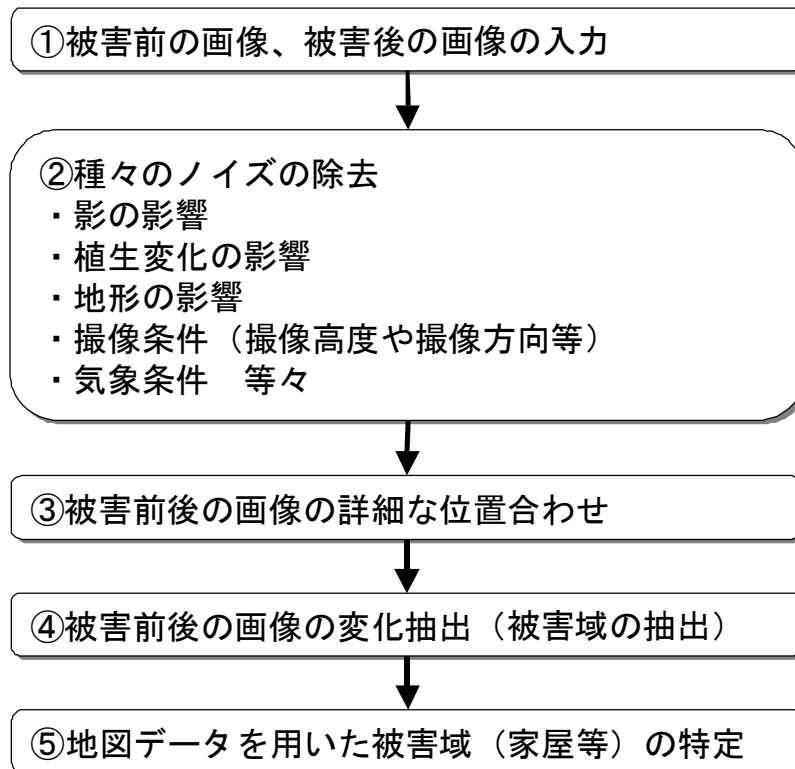 ①被害前の画像、被害後の画像の入力
②種々のノイズの除去
・影の影響
・植生変化の影響
・地形の影響
・撮像条件（撮像高度や撮像方向等）
・気象条件　等々
③被害前後の画像の詳細な位置合わせ
④被害前後の画像の変化抽出（被害域の抽出）
⑤地図データを用いた被害域（家屋等）の特定